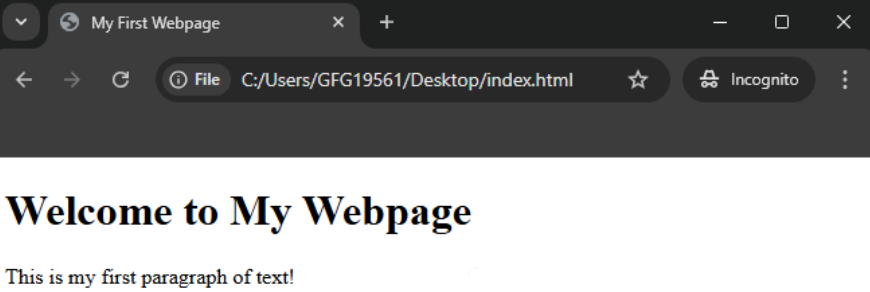 My First Webpage
File C:/Users/GFG19561/Desktop/index.html Incognito
Welcome to My Webpage
This is my first paragraph of text!